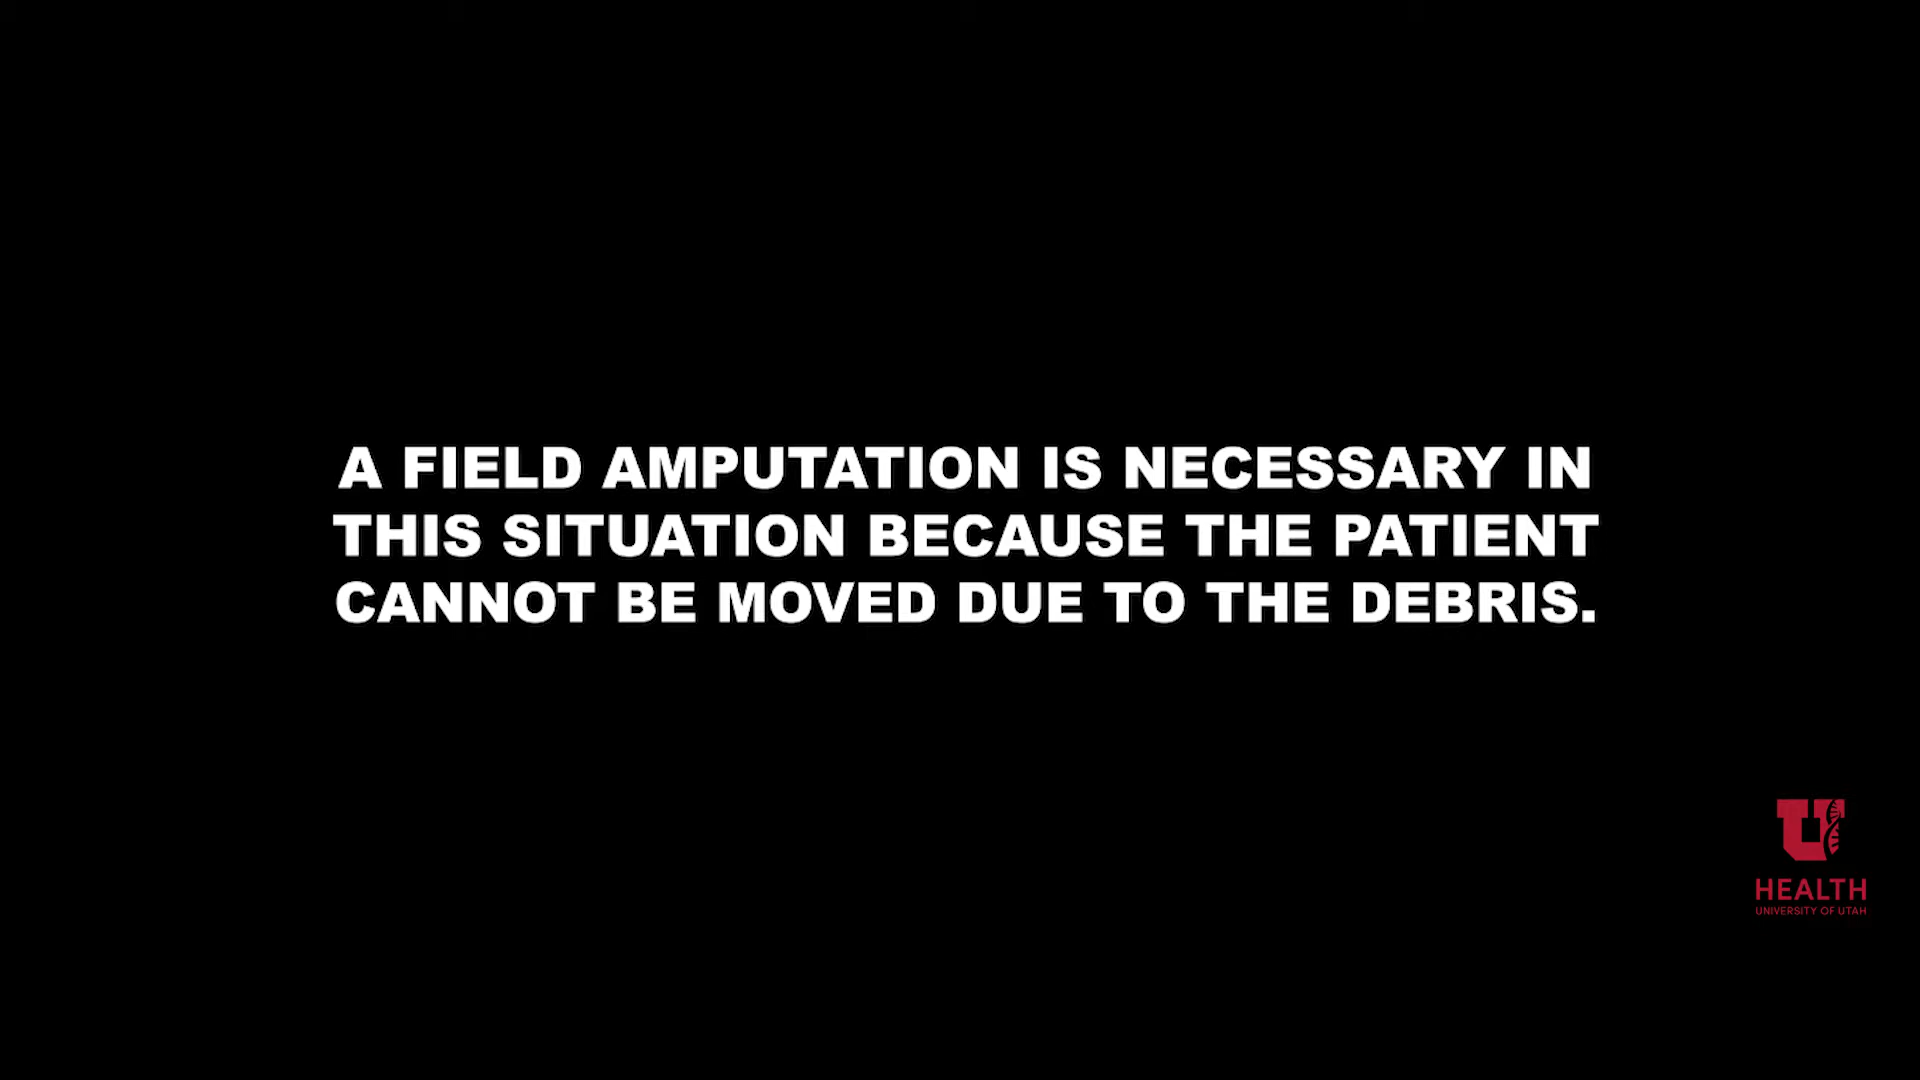 A FIELD AMPUTATION IS NECESSARY IN
THIS SITUATION BECAUSE THE PATIENT
CANNOT BE MOVED DUE TO THE DEBRIS.
U
HEALTH
UNIVERSITY OF UTAH